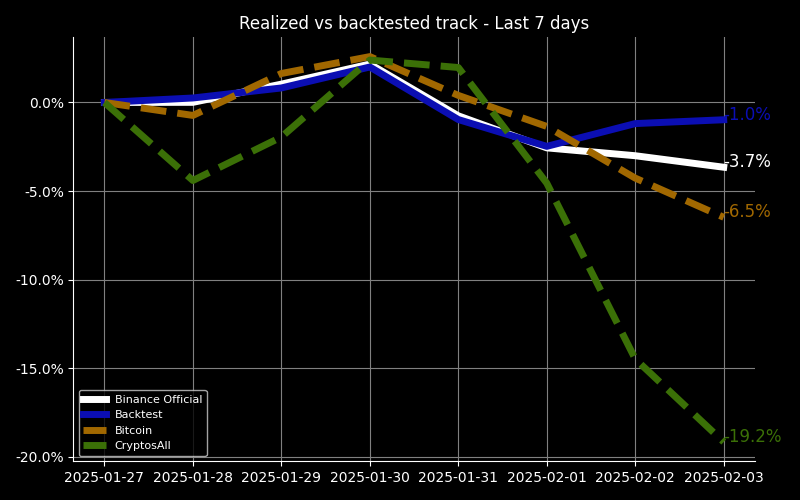 Realized vs backtested track - Last 7 days
0.0%
-5.0%
-10.0%
-15.0%
-20.0%
-1.0%
-3.7%
-6.5%
-19.2%
Binance Official
Backtest
Bitcoin
CryptosAll
2025-01-27 2025-01-28 2025-01-29 2025-01-30 2025-01-31 2025-02-01 2025-02-02 2025-02-03